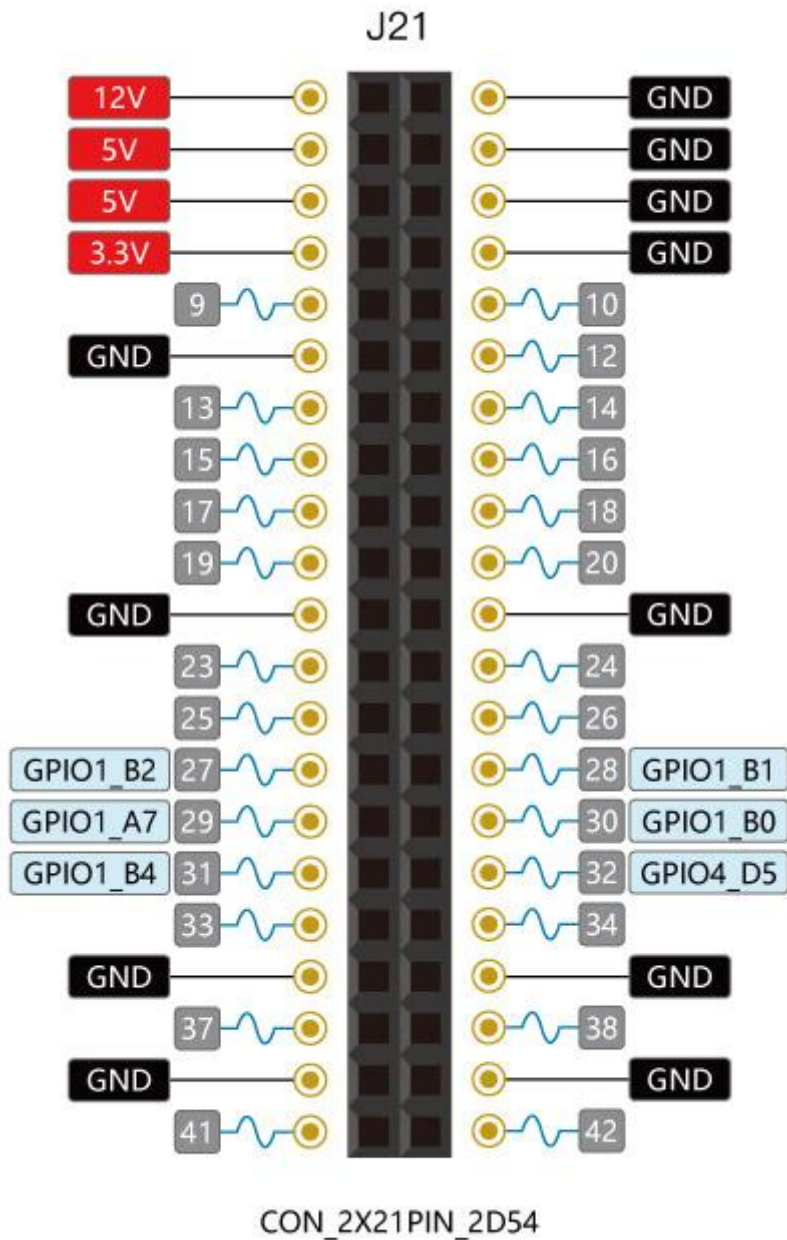 J21
12V GND
5V GND
5V GND
3.3V GND
9 10
GND 12
13 14
15 16
17 18
19 20
GND GND
23 24
25 26
GPIO1_B2 27 28 GPIO1_B1
GPIO1_A7 29 30 GPIO1_B0
GPIO1_B4 31 32 GPIO4_D5
33 34
GND GND
37 38
GND GND
41 42
CON_2X21PIN_2D54